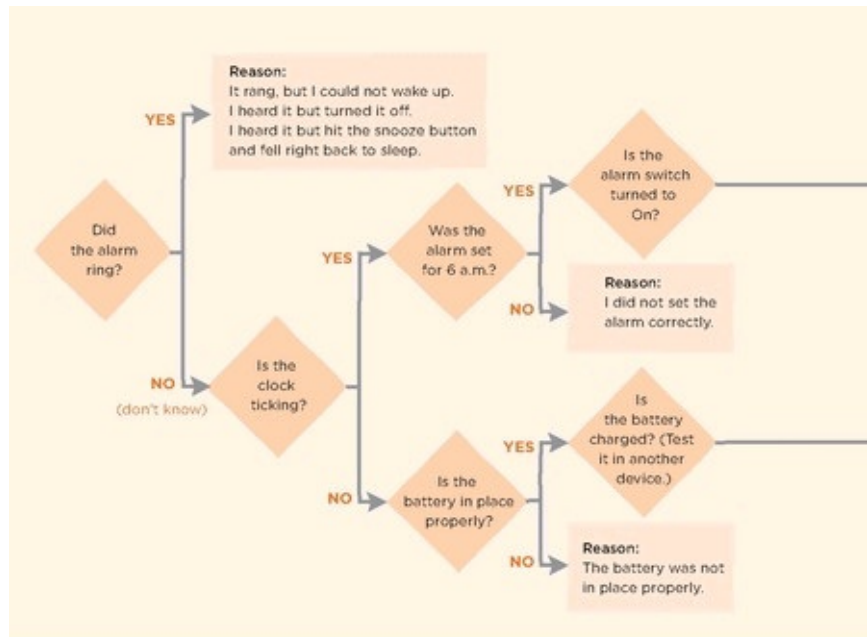 Reason:
It rang, but I could not wake up.
I heard it but turned it off.
I heard it but hit the snooze button
and fell right back to sleep.
YES
Did
the alarm
ring?
NO
(don't know)
Is the
clock
ticking?
YES
Was the
alarm set
for 6 a.m.?
YES
Is the
alarm switch
turned to
On?
NO
Reason:
I did not set the
alarm correctly.
NO
Is the
battery in place
properly?
YES
Is
the battery
charged? (Test
it in another
device.)
NO
Reason:
The battery was not
in place properly.